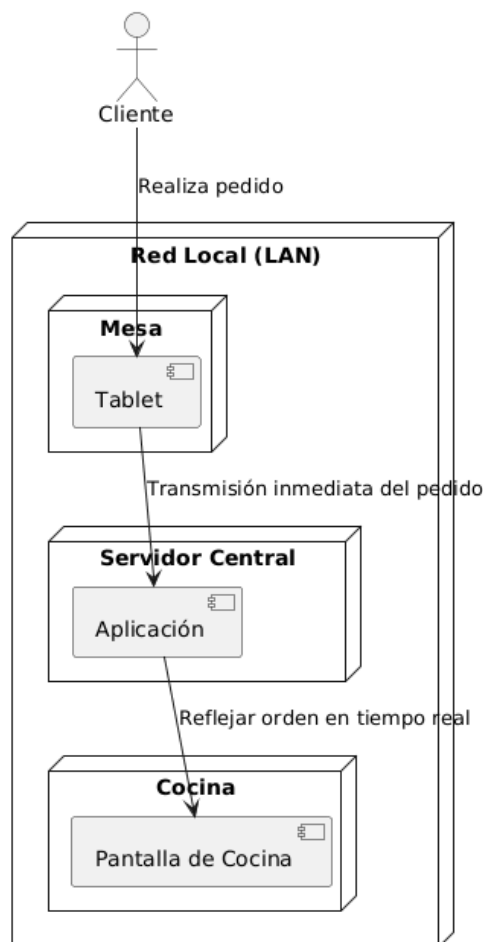 Cliente
Realiza pedido
Red Local (LAN)
Mesa
Tablet
Transmisión inmediata del pedido
Servidor Central
Aplicación
Reflejar orden en tiempo real
Cocina
Pantalla de Cocina